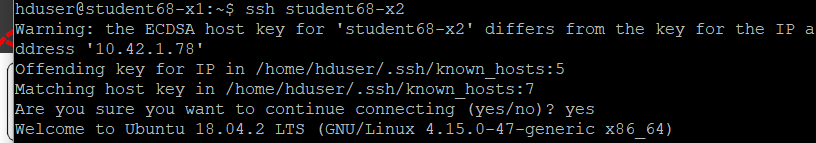 hduser@student68-x1:~$ ssh student68-x2
Warning: the ECDSA host key for 'student68-x2' differs from the key for the IP a
ddress '10.42.1.78'
Offending key for IP in /home/hduser/.ssh/known_hosts:5
Matching host key in /home/hduser/.ssh/known_hosts:7
Are you sure you want to continue connecting (yes/no)? yes
Welcome to Ubuntu 18.04.2 LTS (GNU/Linux 4.15.0-47-generic x86_64)